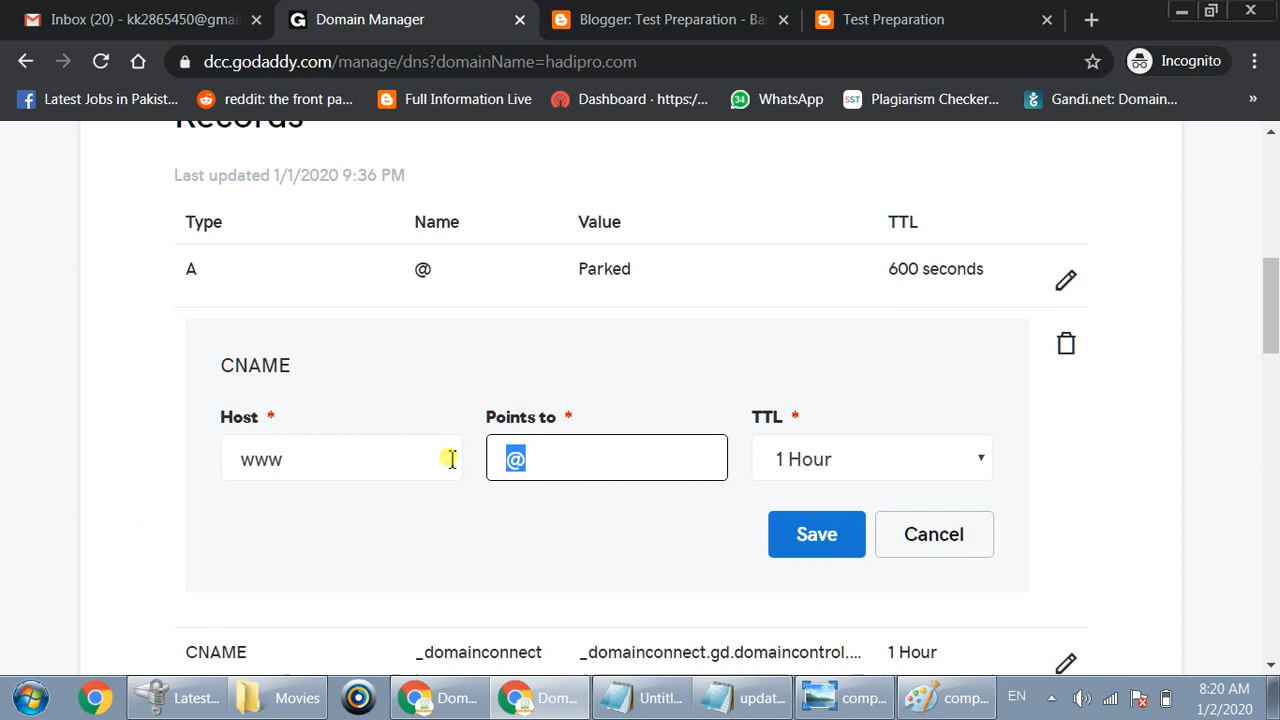 Inbox (20) - kk2865450@gmail
Domain Manager
Blogger: Test Preparation - Ba
Test Preparation
dcc.godaddy.com/manage/dns?domainName=hadipro.com
Incognito
Latest Jobs in Pakist...
reddit: the front pa...
Full Information Live
Dashboard · https:/...
34
WhatsApp
SST
Plagiarism Checker...
Gandi.net: Domain...
»
Records
Last updated 1/1/2020 9:36 PM
Type Name Value TTL
A @ Parked 600 seconds
CNAME
Host * Points to * TTL *
www @ 1 Hour
Save Cancel
CNAME _domainconnect _domainconnect.gd.domaincontrol.... 1 Hour
Latest...
Movies
Dom...
Dom...
Untitl...
updat...
comp...
comp...
EN
8:20 AM
1/2/2020